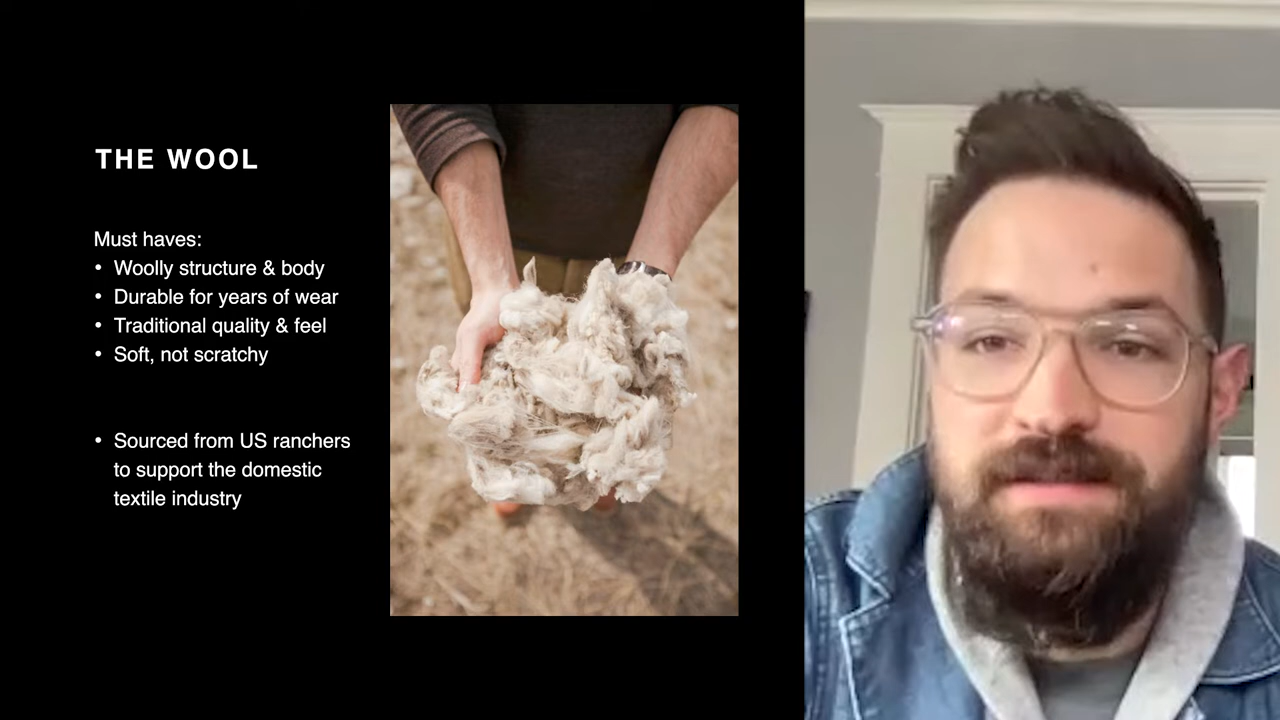 THE WOOL
Must haves:
• Woolly structure & body
• Durable for years of wear
• Traditional quality & feel
• Soft, not scratchy
• Sourced from US ranchers
to support the domestic
textile industry